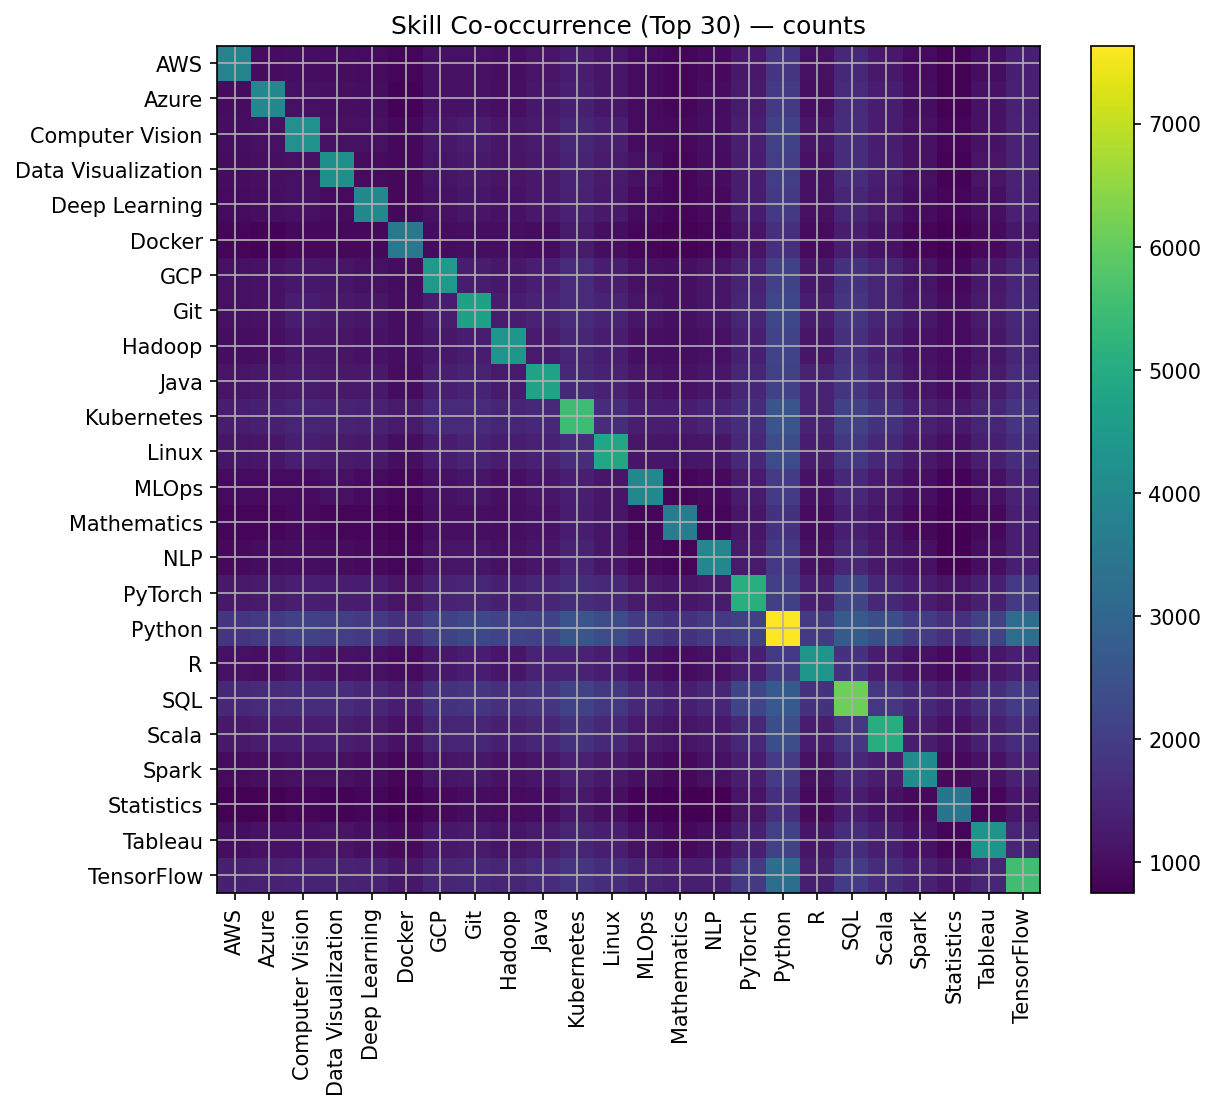 Skill Co-occurrence (Top 30) — counts
AWS
Azure
Computer Vision
Data Visualization
Deep Learning
Docker
GCP
Git
Hadoop
Java
Kubernetes
Linux
MLOps
Mathematics
NLP
PyTorch
Python
R
SQL
Scala
Spark
Statistics
Tableau
TensorFlow
AWS
Azure
Computer Vision
Data Visualization
Deep Learning
Docker
GCP
Git
Hadoop
Java
Kubernetes
Linux
MLOps
Mathematics
NLP
PyTorch
Python
R
SQL
Scala
Spark
Statistics
Tableau
TensorFlow
7000
6000
5000
4000
3000
2000
1000